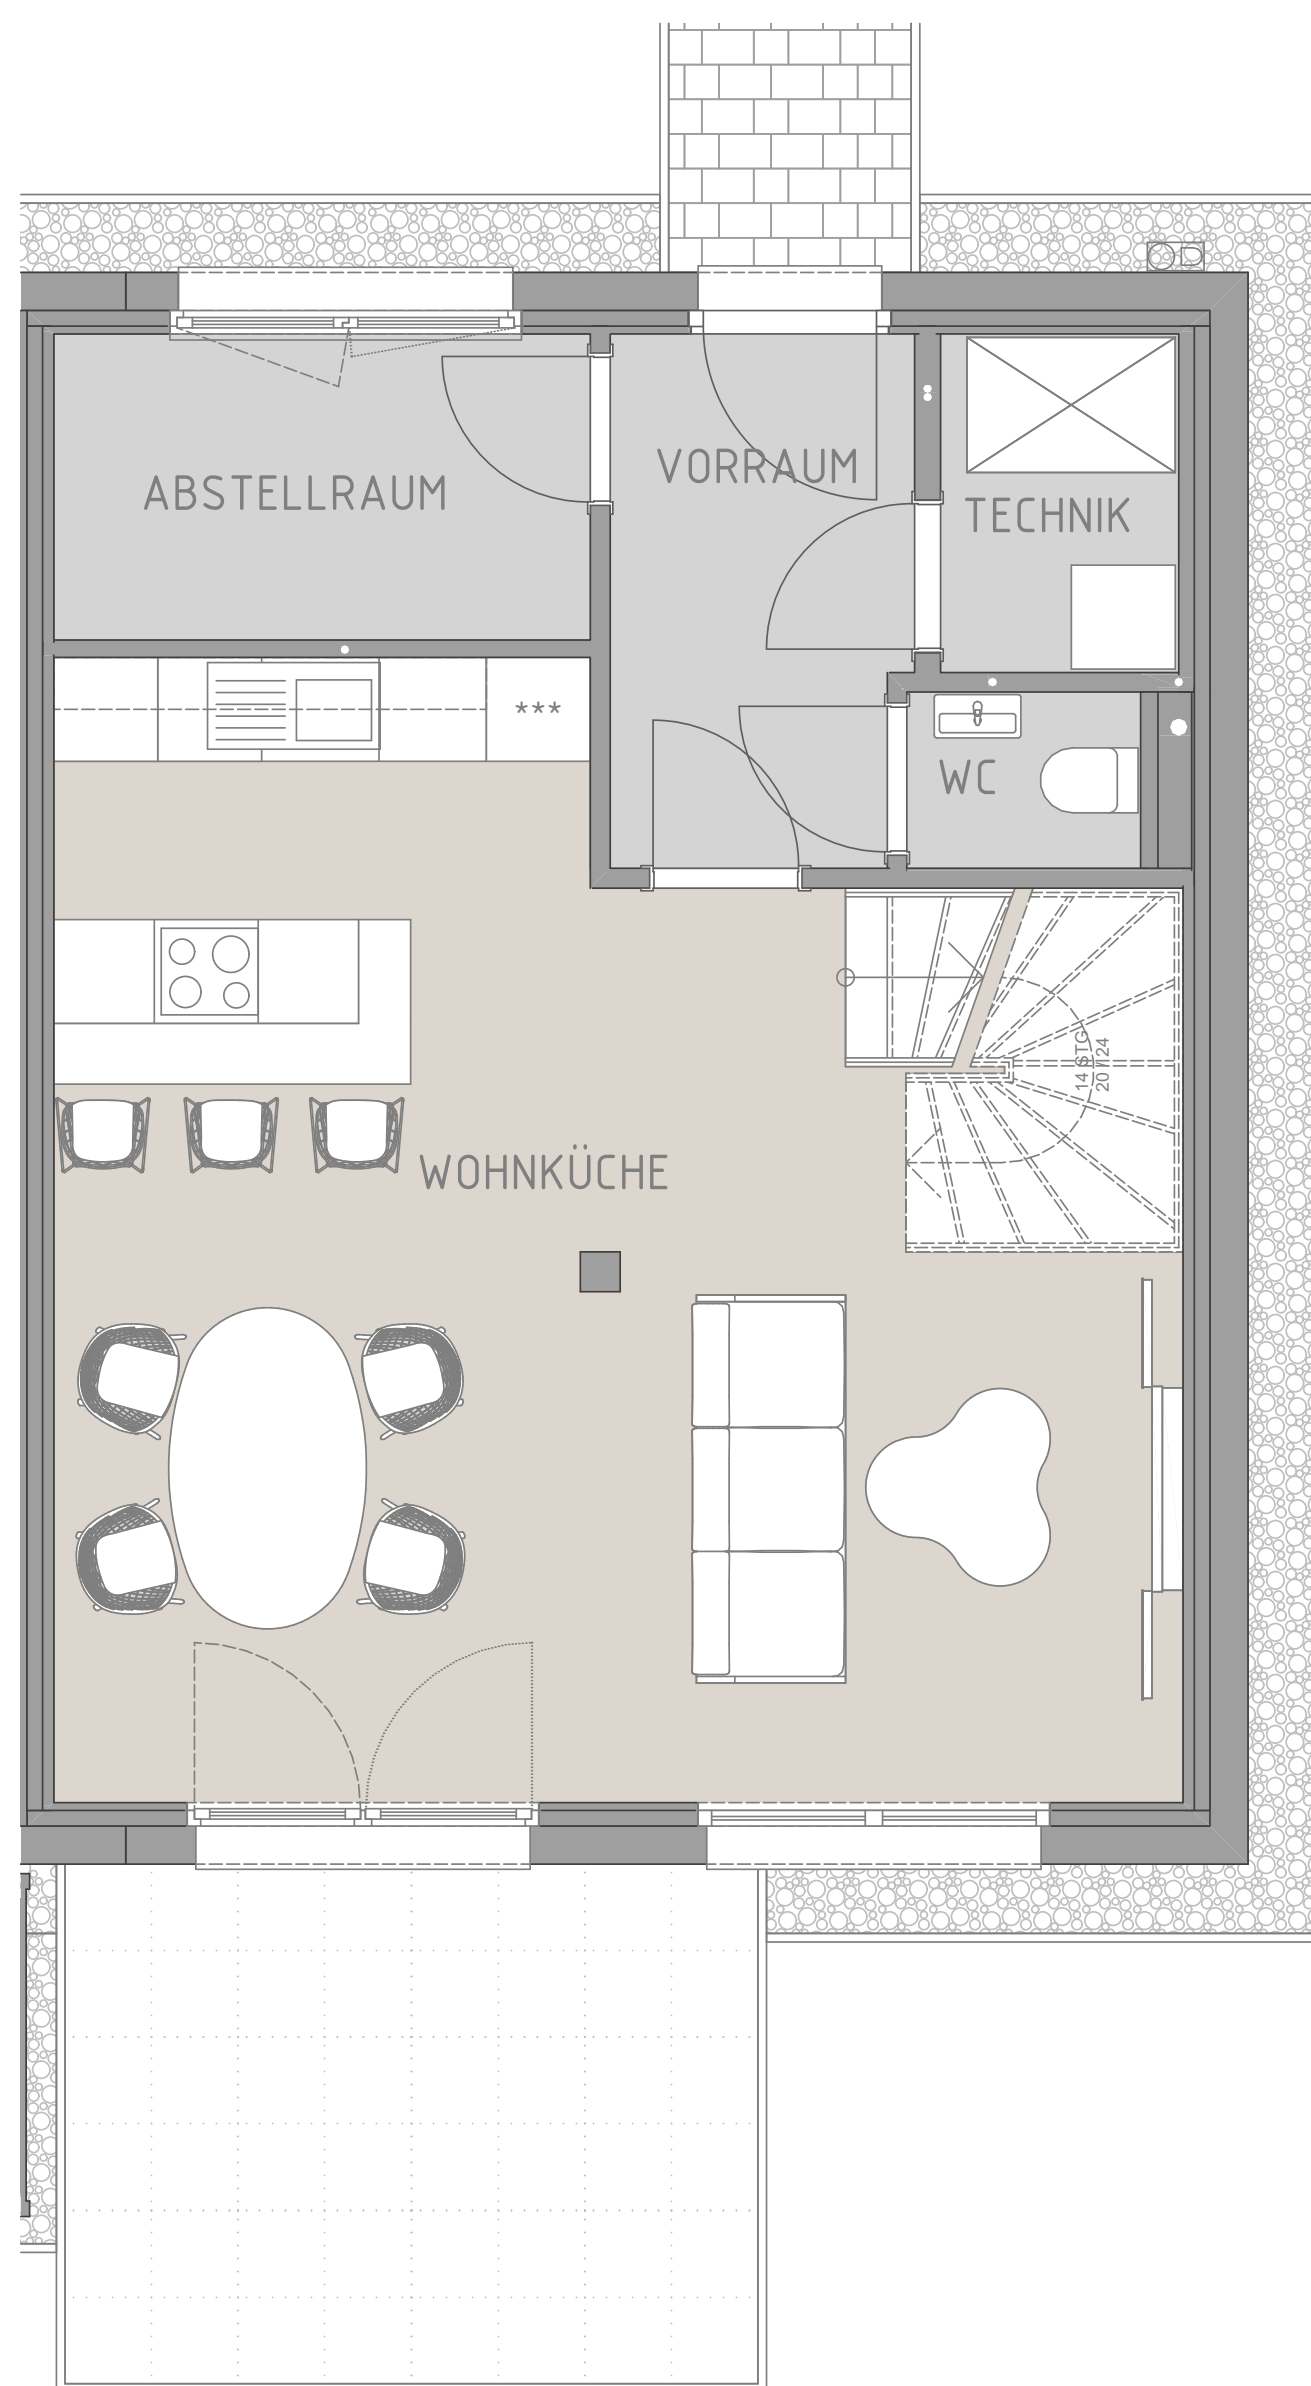 VORRAUM
ABSTELLRAUM
TECHNIK
***
WC
14 STG
20 / 24
WOHNKÜCHE